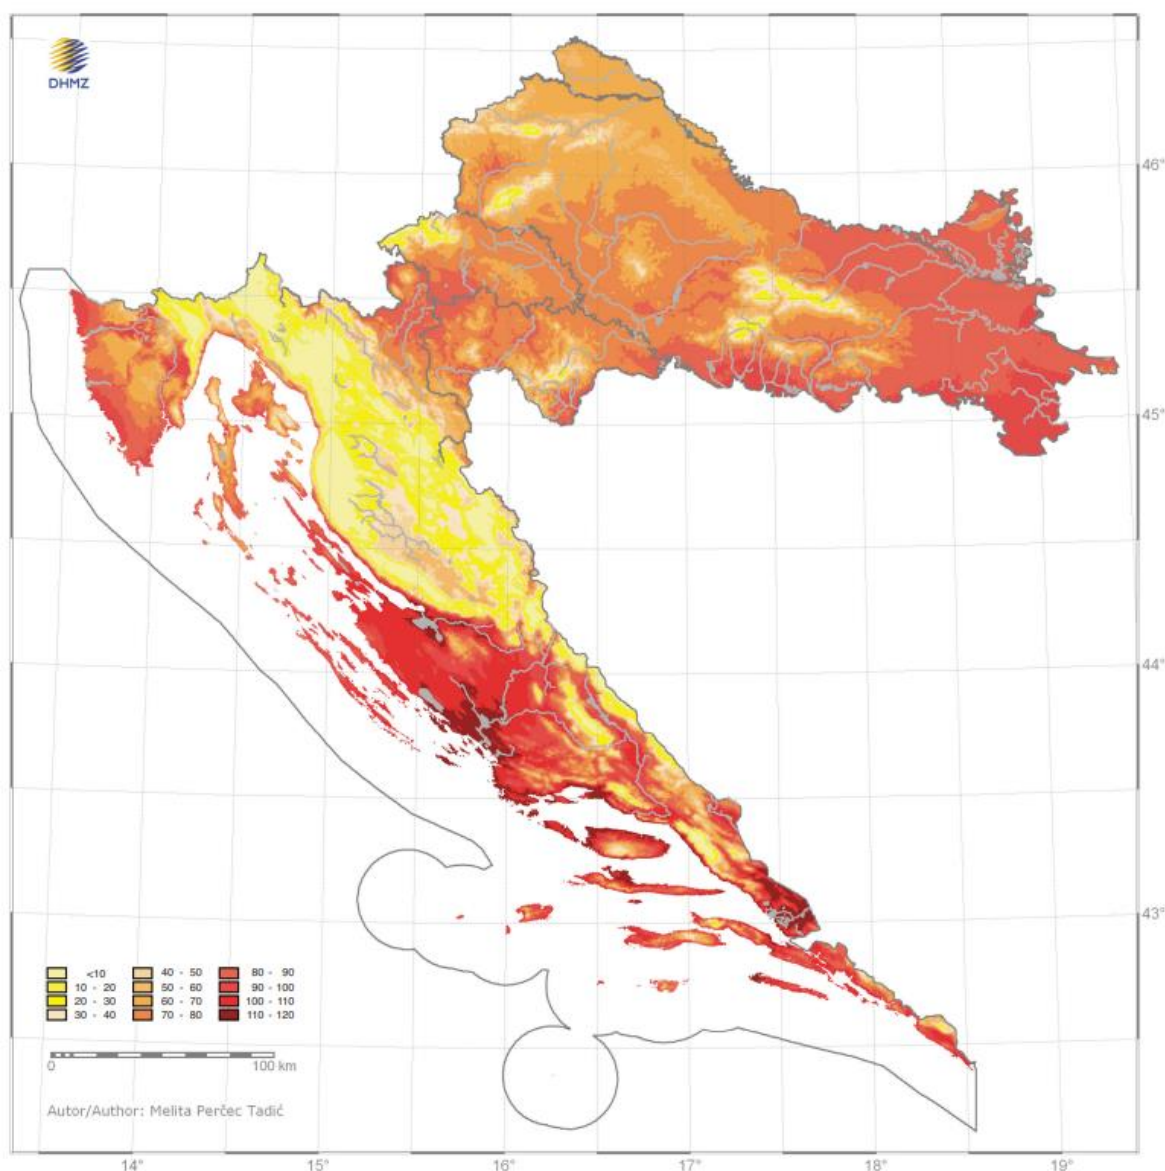 DHMZ
46°
45°
44°
43°
<10
10 - 20
20 - 30
30 - 40
40 - 50
50 - 60
60 - 70
70 - 80
80 - 90
90 - 100
100 - 110
110 - 120
0 100 km
Autor/Author: Melita Perčec Tadić
14° 15° 16° 17° 18° 19°